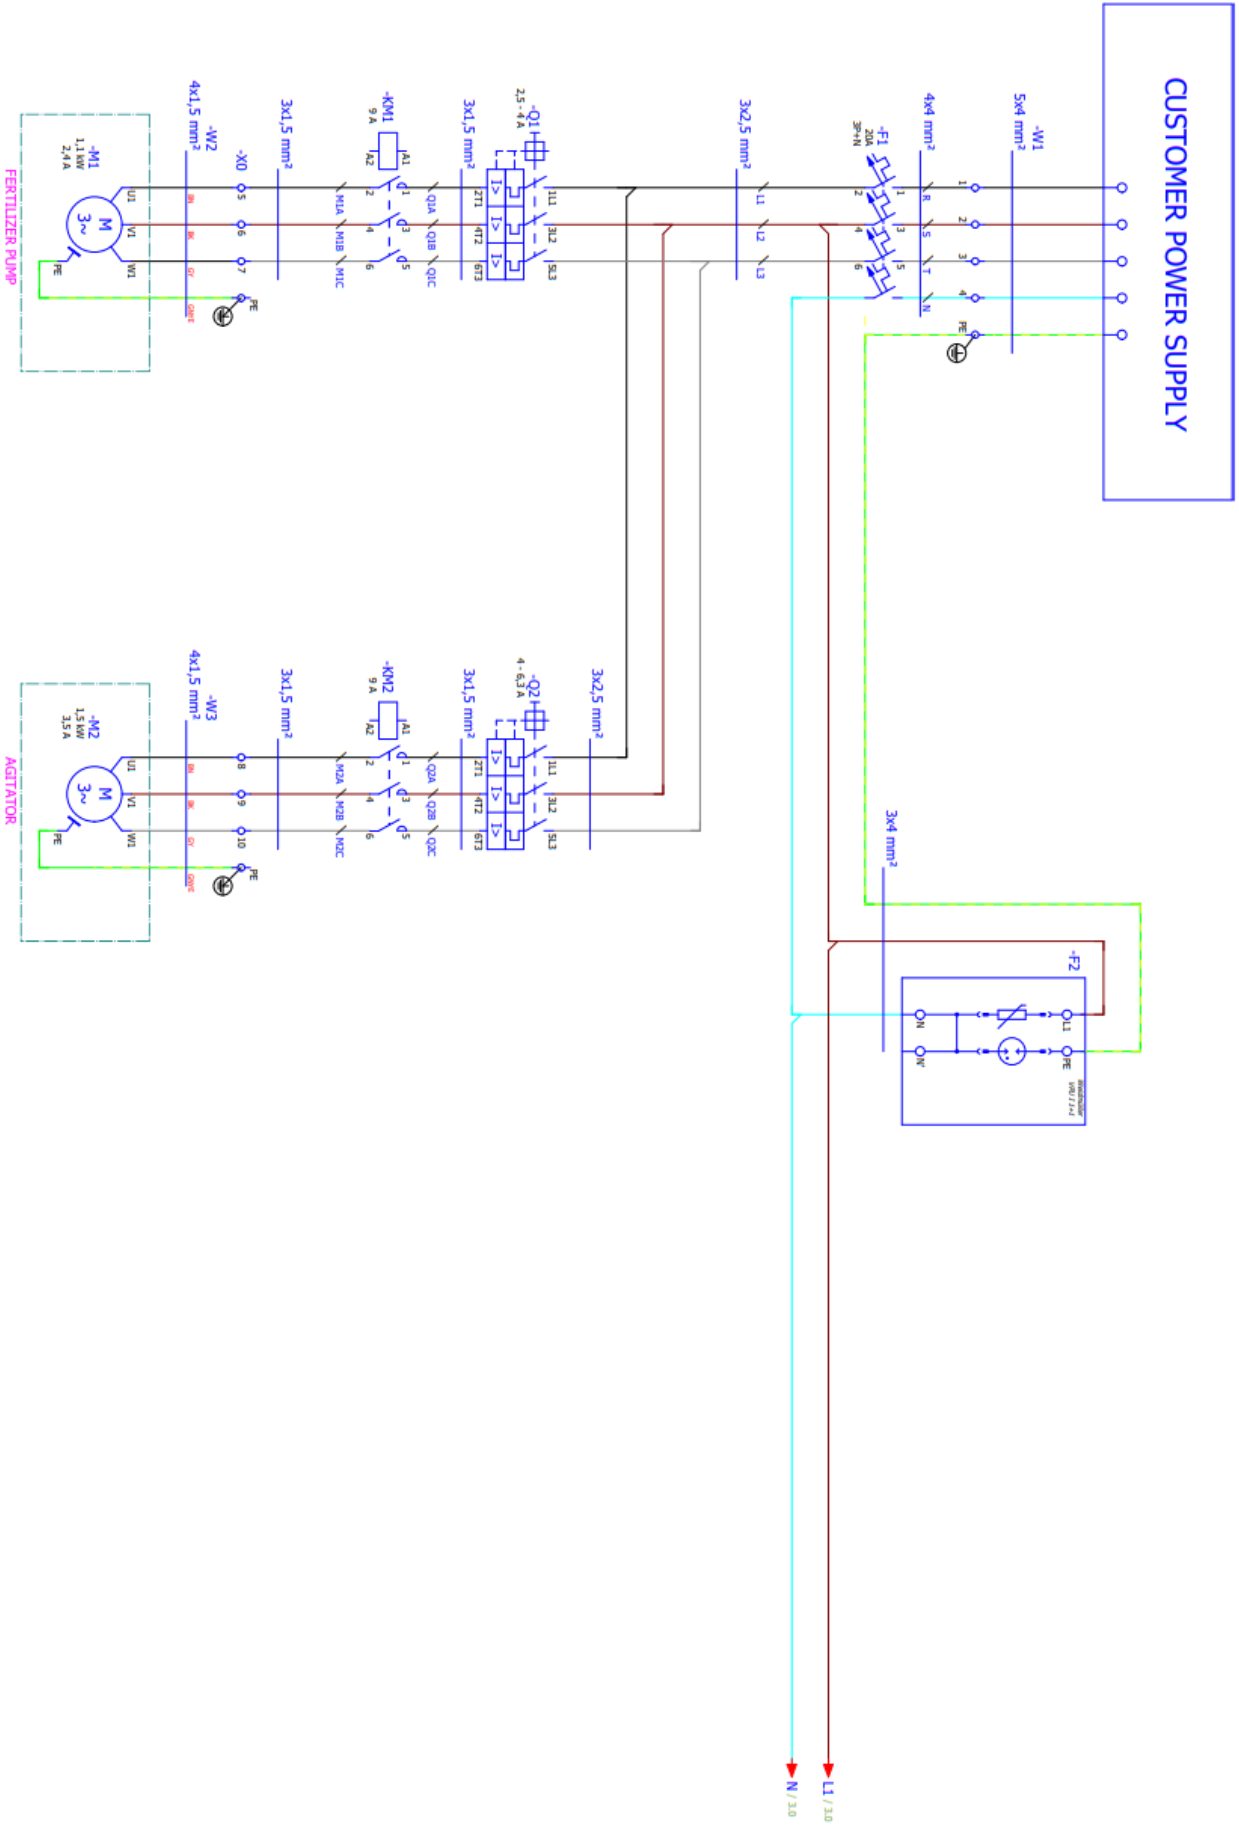 CUSTOMER POWER SUPPLY
-W1
5x4 mm²
1
2
3
4
PE
4x4 mm²
R
S
T
N
-F1
20A
3P+N
1
3
5
2
4
6
3x2,5 mm²
L1
L2
L3
3x4 mm²
-F2
L1
PE
N
N'
L1 / 3.0
N / 3.0
-Q1
2,5 - 4 A
1L1
3L2
5L3
I>
I>
I>
2T1
4T2
6T3
3x1,5 mm²
Q1A
Q1B
Q1C
-KM1
9 A
A1
A2
1
3
5
2
4
6
M1A
M1B
M1C
3x1,5 mm²
-X0
5
6
7
PE
-W2
4x1,5 mm²
BN
BK
GY
GNYE
-M1
1,1 kW
2,4 A
U1
V1
W1
PE
M
3~
FERTILIZER PUMP
3x2,5 mm²
-Q2
4 - 6,3 A
1L1
3L2
5L3
I>
I>
I>
2T1
4T2
6T3
3x1,5 mm²
Q2A
Q2B
Q2C
-KM2
9 A
A1
A2
1
3
5
2
4
6
M2A
M2B
M2C
3x1,5 mm²
8
9
10
PE
-W3
4x1,5 mm²
BN
BK
GY
GNYE
-M2
1,5 kW
3,5 A
U1
V1
W1
PE
M
3~
AGITATOR